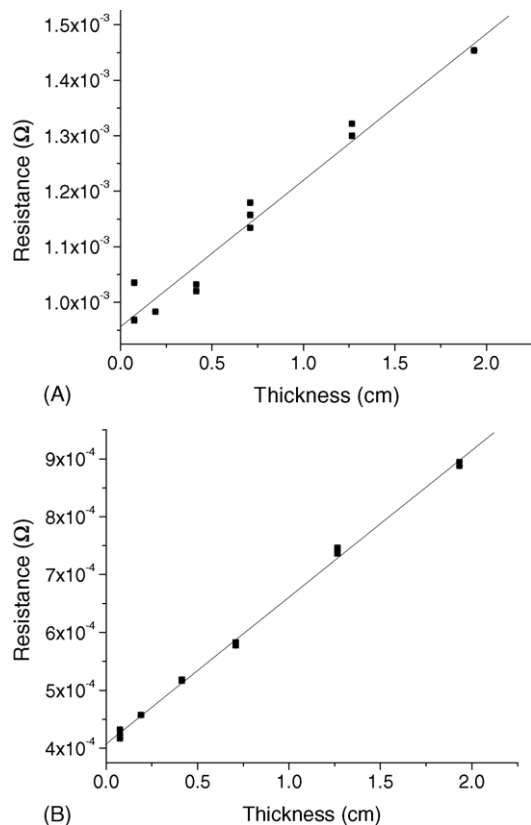 1.5x10⁻³
1.4x10⁻³
1.3x10⁻³
1.2x10⁻³
1.1x10⁻³
1.0x10⁻³
Resistance (Ω)
0.0 0.5 1.0 1.5 2.0
(A) Thickness (cm)
9x10⁻⁴
8x10⁻⁴
7x10⁻⁴
6x10⁻⁴
5x10⁻⁴
4x10⁻⁴
Resistance (Ω)
0.0 0.5 1.0 1.5 2.0
(B) Thickness (cm)